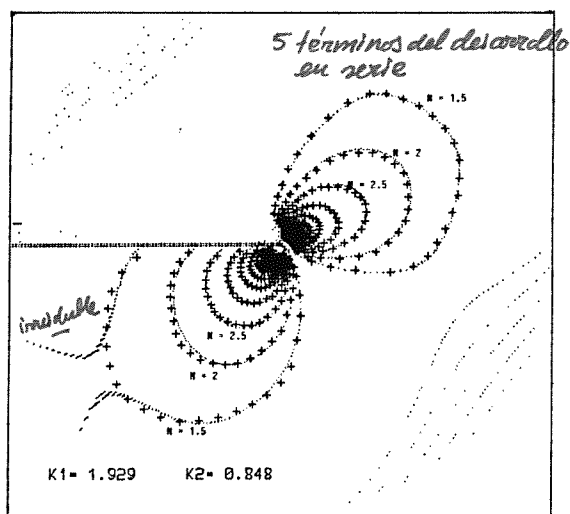 5 términos del desarrollo
en serie
N = 1.5
N = 2
N = 2.5
N = 2.5
N = 2
N = 1.5
K1= 1.929 K2= 0.848